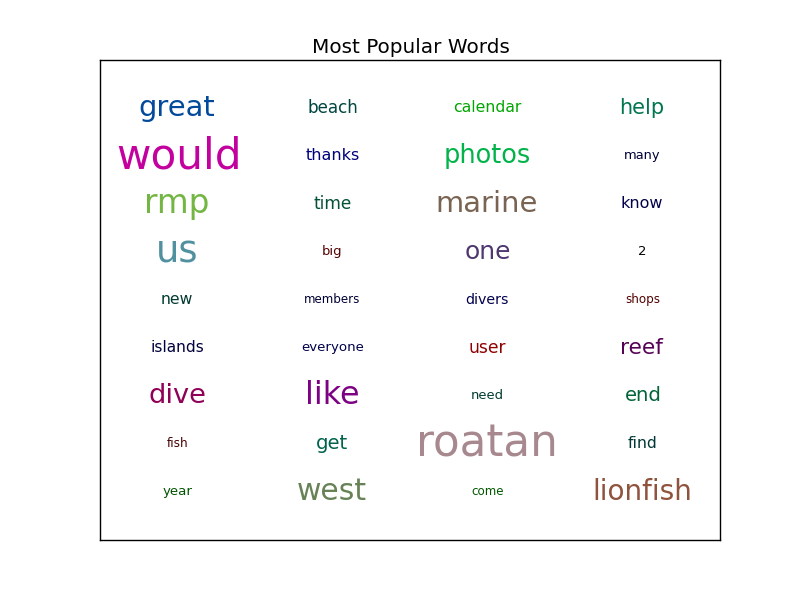 Most Popular Words
great beach calendar help
would thanks photos many
rmp time marine know
us big one 2
new members divers shops
islands everyone user reef
dive like need end
fish get roatan find
year west come lionfish